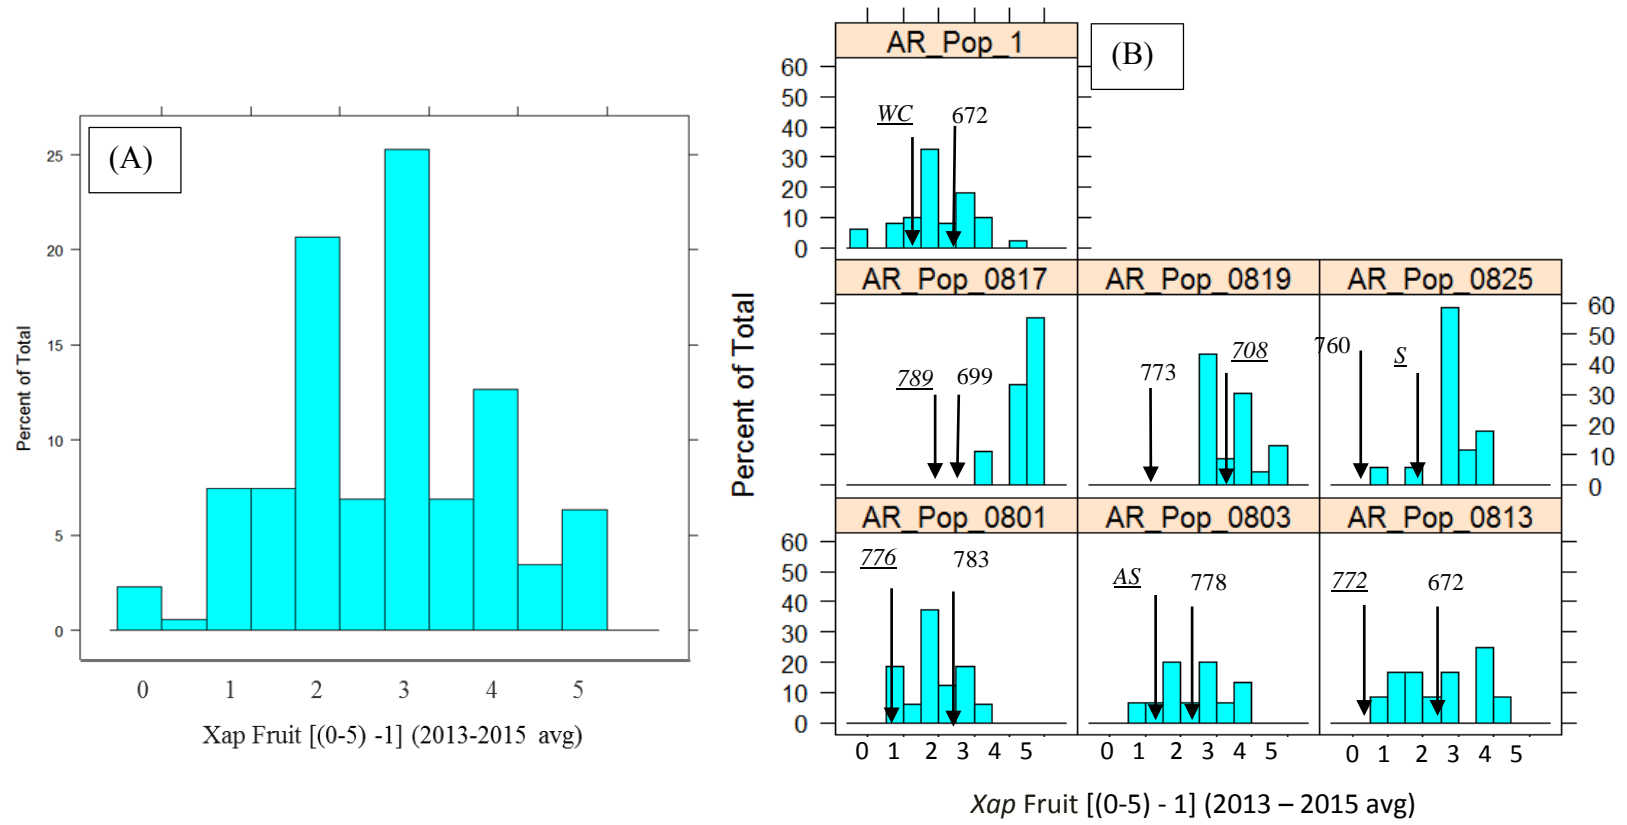 (A)
25
20
15
10
5
0
Percent of Total
0 1 2 3 4 5
Xap Fruit [(0-5) -1] (2013-2015 avg)
(B)
AR_Pop_1
60
50
40
30
20
10
0
WC 672
AR_Pop_0817 AR_Pop_0819 AR_Pop_0825
789 699
773 708
760 S
60
50
40
30
20
10
0
Percent of Total
AR_Pop_0801 AR_Pop_0803 AR_Pop_0813
60
50
40
30
20
10
0
776 783
AS 778
772 672
0 1 2 3 4 5 0 1 2 3 4 5 0 1 2 3 4 5
Xap Fruit [(0-5) - 1] (2013 – 2015 avg)